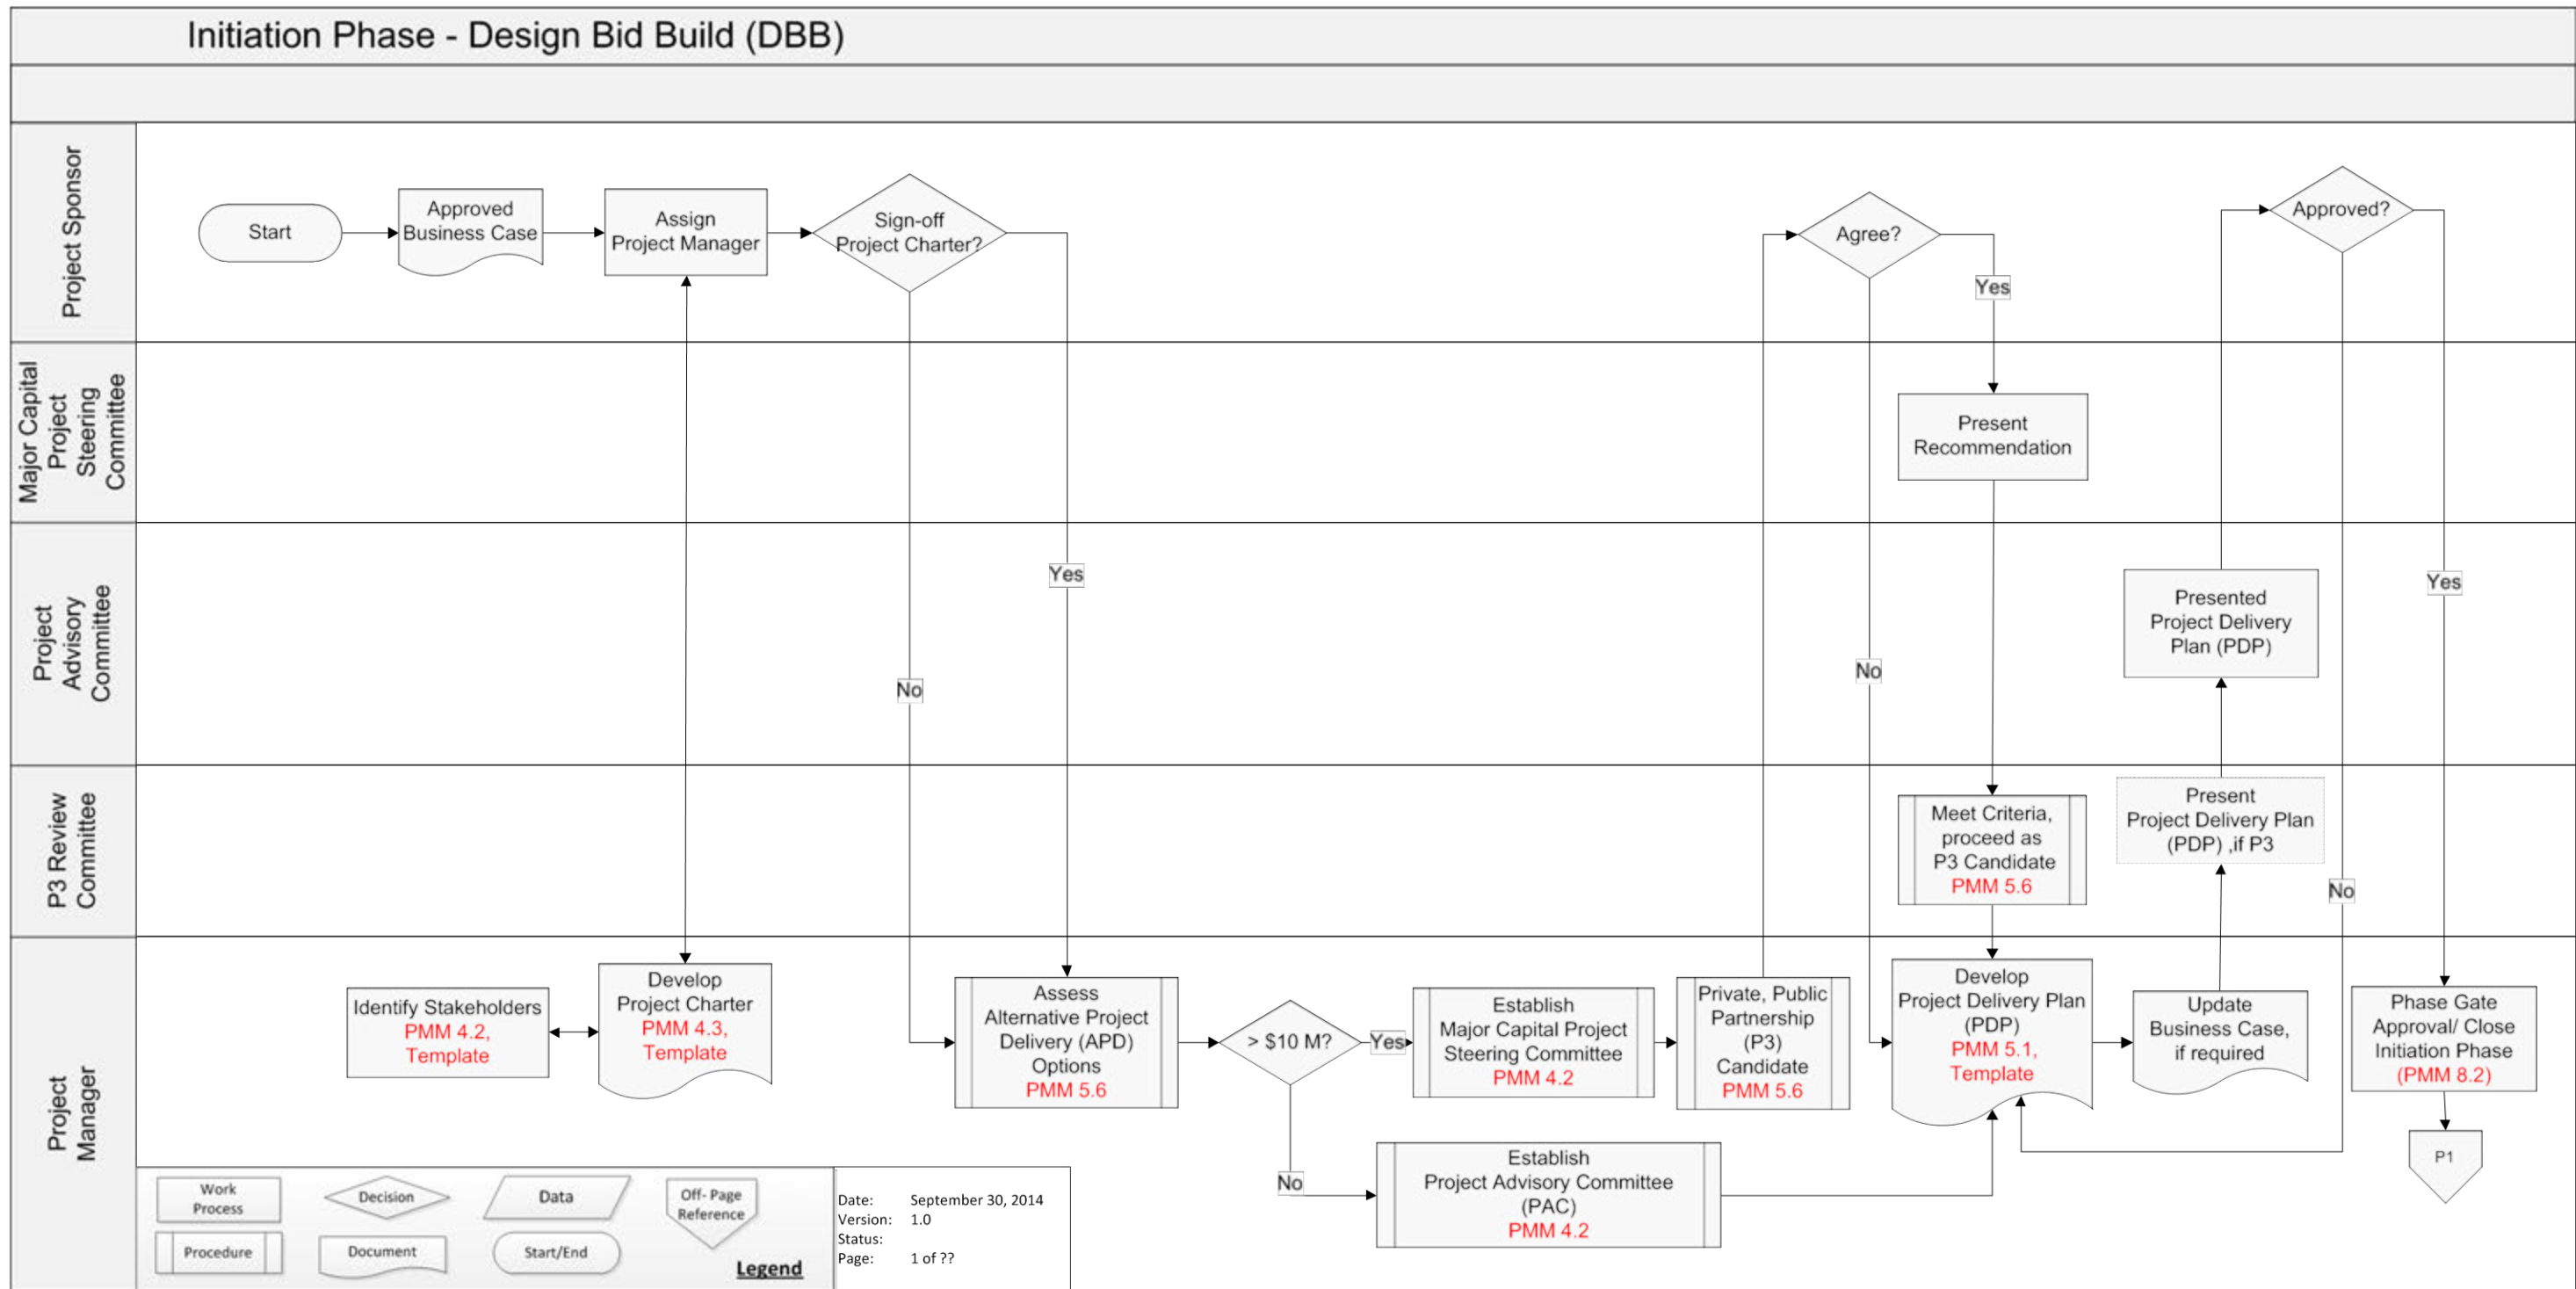 Initiation Phase - Design Bid Build (DBB)
Project Sponsor
Start
Approved
Business Case
Assign
Project Manager
Sign-off
Project Charter?
Agree?
Yes
Approved?
Major Capital
Project
Steering
Committee
Present
Recommendation
Project
Advisory
Committee
Yes
No
No
Presented
Project Delivery
Plan (PDP)
Yes
P3 Review
Committee
Meet Criteria,
proceed as
P3 Candidate
PMM 5.6
Present
Project Delivery Plan
(PDP) ,if P3
No
Project
Manager
Identify Stakeholders
PMM 4.2,
Template
Develop
Project Charter
PMM 4.3,
Template
Assess
Alternative Project
Delivery (APD)
Options
PMM 5.6
> $10 M?
Yes
Establish
Major Capital Project
Steering Committee
PMM 4.2
Private, Public
Partnership
(P3)
Candidate
PMM 5.6
Develop
Project Delivery Plan
(PDP)
PMM 5.1,
Template
Update
Business Case,
if required
Phase Gate
Approval/ Close
Initiation Phase
(PMM 8.2)
No
Establish
Project Advisory Committee
(PAC)
PMM 4.2
P1
Work
Process
Decision
Data
Off- Page
Reference
Procedure
Document
Start/End
Legend
Date: September 30, 2014
Version: 1.0
Status:
Page: 1 of ??